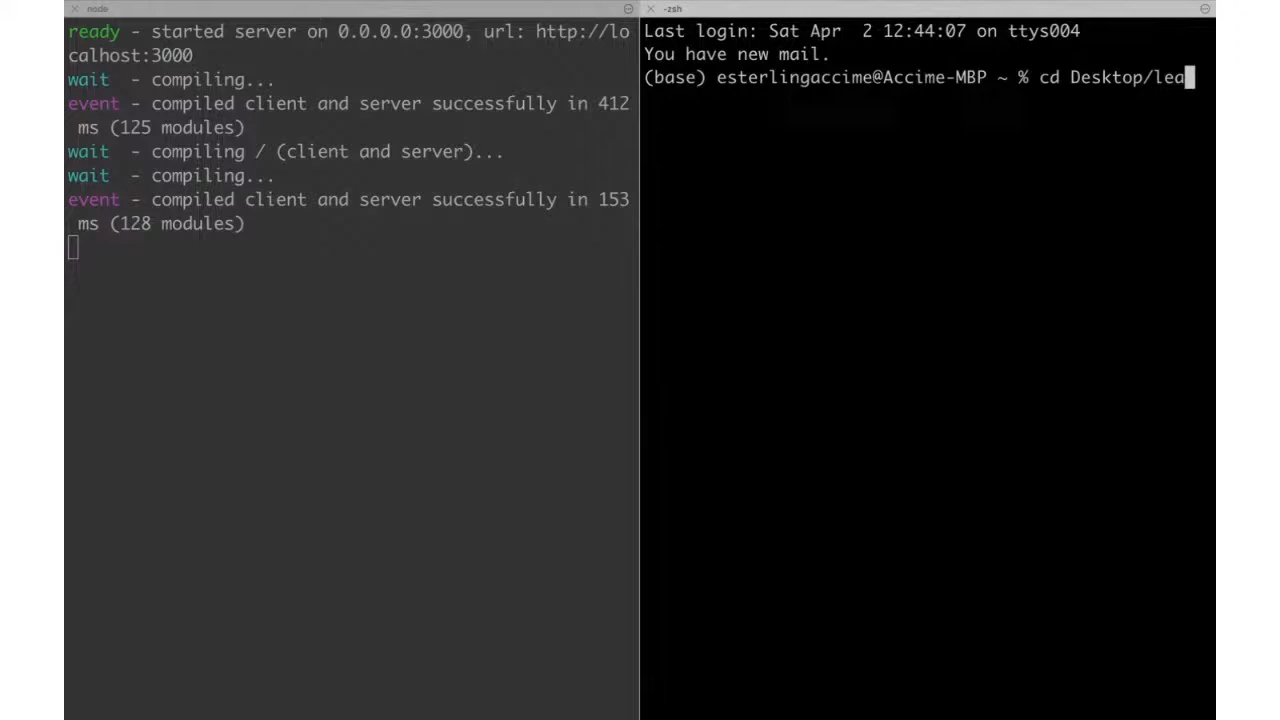 node
ready - started server on 0.0.0.0:3000, url: http://lo
calhost:3000
wait  - compiling...
event - compiled client and server successfully in 412
 ms (125 modules)
wait  - compiling / (client and server)...
wait  - compiling...
event - compiled client and server successfully in 153
 ms (128 modules)
-zsh
Last login: Sat Apr  2 12:44:07 on ttys004
You have new mail.
(base) esterlingaccime@Accime-MBP ~ % cd Desktop/lea